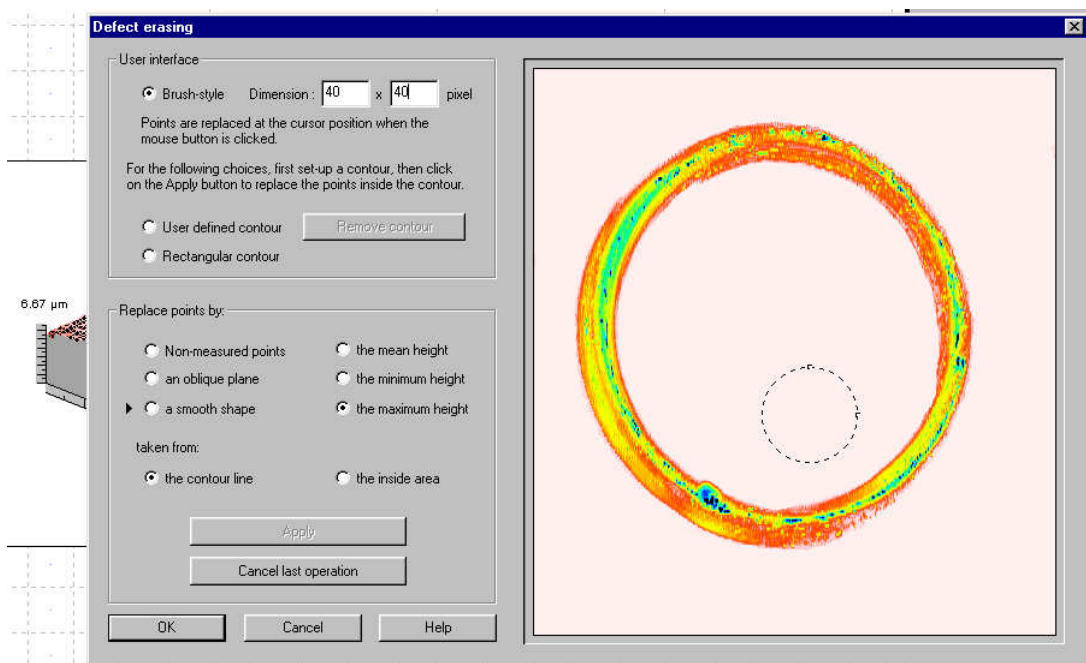 Defect erasing
User interface
Brush-style Dimension : 40 x 40 pixel
Points are replaced at the cursor position when the
mouse button is clicked.
For the following choices, first set-up a contour, then click
on the Apply button to replace the points inside the contour.
User defined contour Remove contour
Rectangular contour
6.67 µm
Replace points by:
Non-measured points the mean height
an oblique plane the minimum height
a smooth shape the maximum height
taken from:
the contour line the inside area
Apply
Cancel last operation
OK Cancel Help